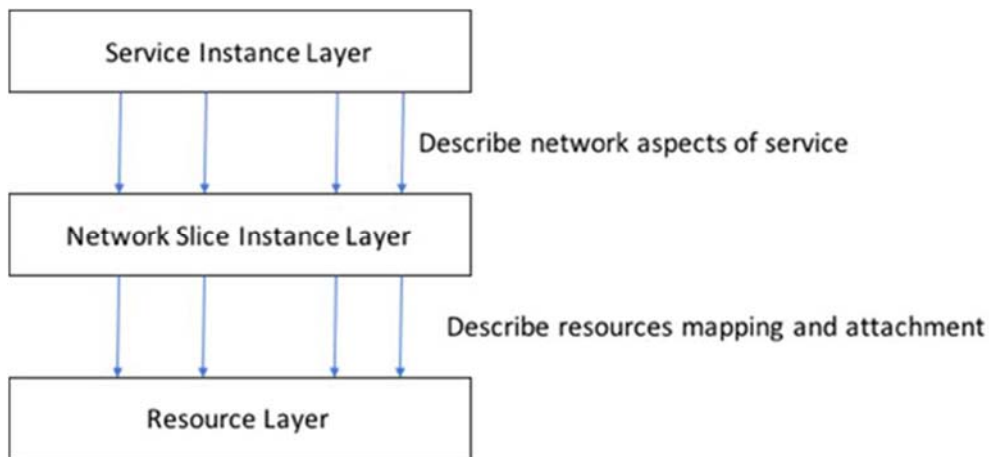 Service Instance Layer
Describe network aspects of service
Network Slice Instance Layer
Describe resources mapping and attachment
Resource Layer